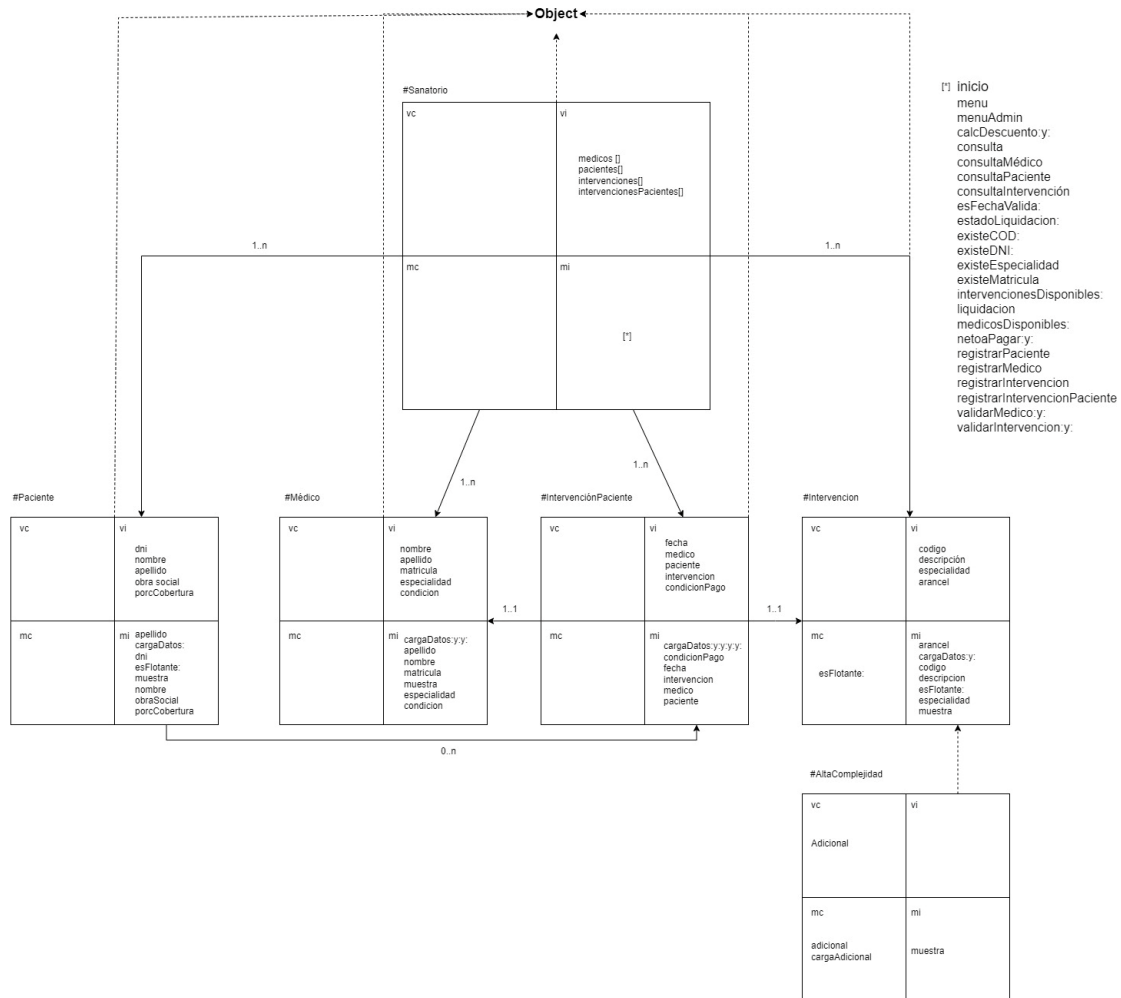 Object
#Sanatorio
vc
vi
medicos []
pacientes[]
intervenciones[]
intervencionesPacientes[]
mc
mi
[*]
[*] inicio
menu
menuAdmin
calcDescuento:y:
consulta
consultaMédico
consultaPaciente
consultaIntervención
esFechaValida:
estadoLiquidacion:
existeCOD:
existeDNI:
existeEspecialidad
existeMatricula
intervencionesDisponibles:
liquidacion
medicosDisponibles:
netoaPagar:y:
registrarPaciente
registrarMedico
registrarIntervencion
registrarIntervencionPaciente
validarMedico:y:
validarIntervencion:y:
1..n
1..n
1..n
1..n
#Paciente
vc
vi
dni
nombre
apellido
obra social
porcCobertura
mc
mi
apellido
cargaDatos:
dni
esFlotante:
muestra
nombre
obraSocial
porcCobertura
#Médico
vc
vi
nombre
apellido
matricula
especialidad
condicion
mc
mi
cargaDatos:y:y:
apellido
nombre
matricula
muestra
especialidad
condicion
1..1
#IntervenciónPaciente
vc
vi
fecha
medico
paciente
intervencion
condicionPago
mc
mi
cargaDatos:y:y:y:y:
condicionPago
fecha
intervencion
medico
paciente
1..1
#Intervencion
vc
vi
codigo
descripción
especialidad
arancel
mc
esFlotante:
mi
arancel
cargaDatos:y:
codigo
descripcion
esFlotante:
especialidad
muestra
0..n
#AltaComplejidad
vc
Adicional
vi
mc
adicional
cargaAdicional
mi
muestra